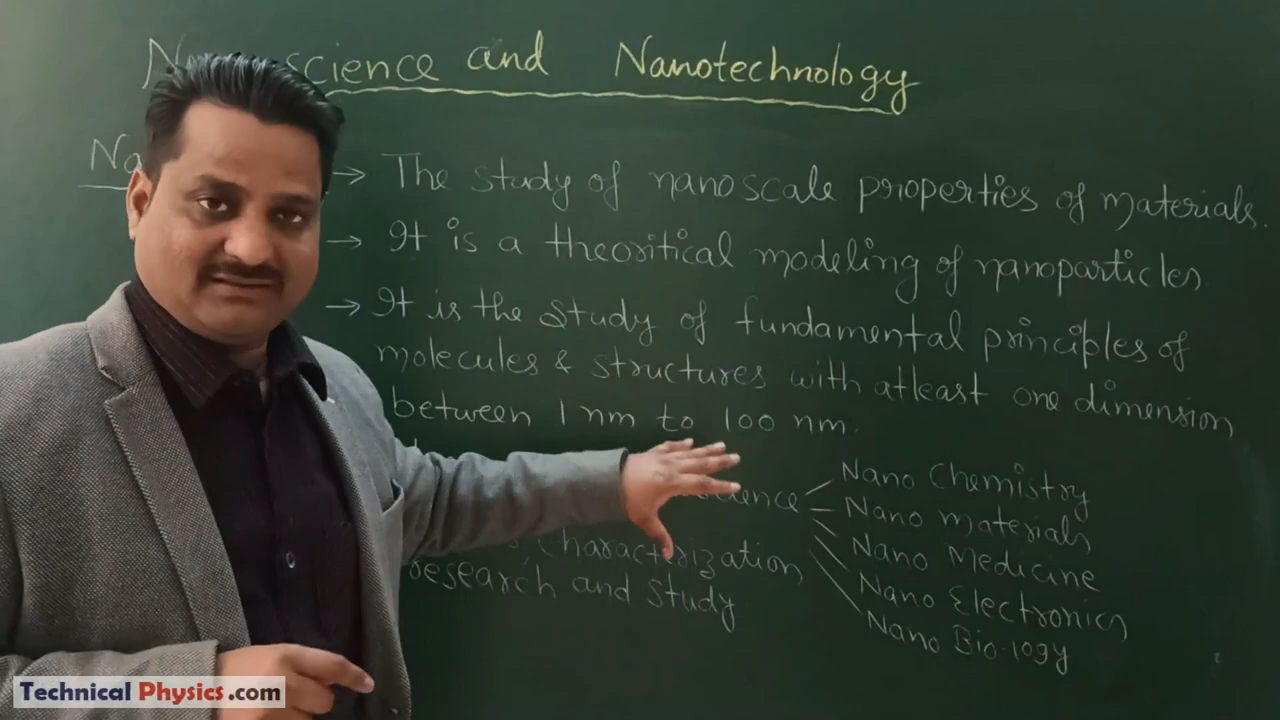 science and Nanotechnology
→ The study of nanoscale properties of materials.
→ It is a theoritical modeling of nanoparticles
→ It is the study of fundamental principles of
molecules & structures with atleast one dimension
between 1 nm to 100 nm.
Nano Chemistry
Nano materials
Nano Medicine
Nano Electronics
Nano Bio-logy
characterization
research and study
Technical Physics.com